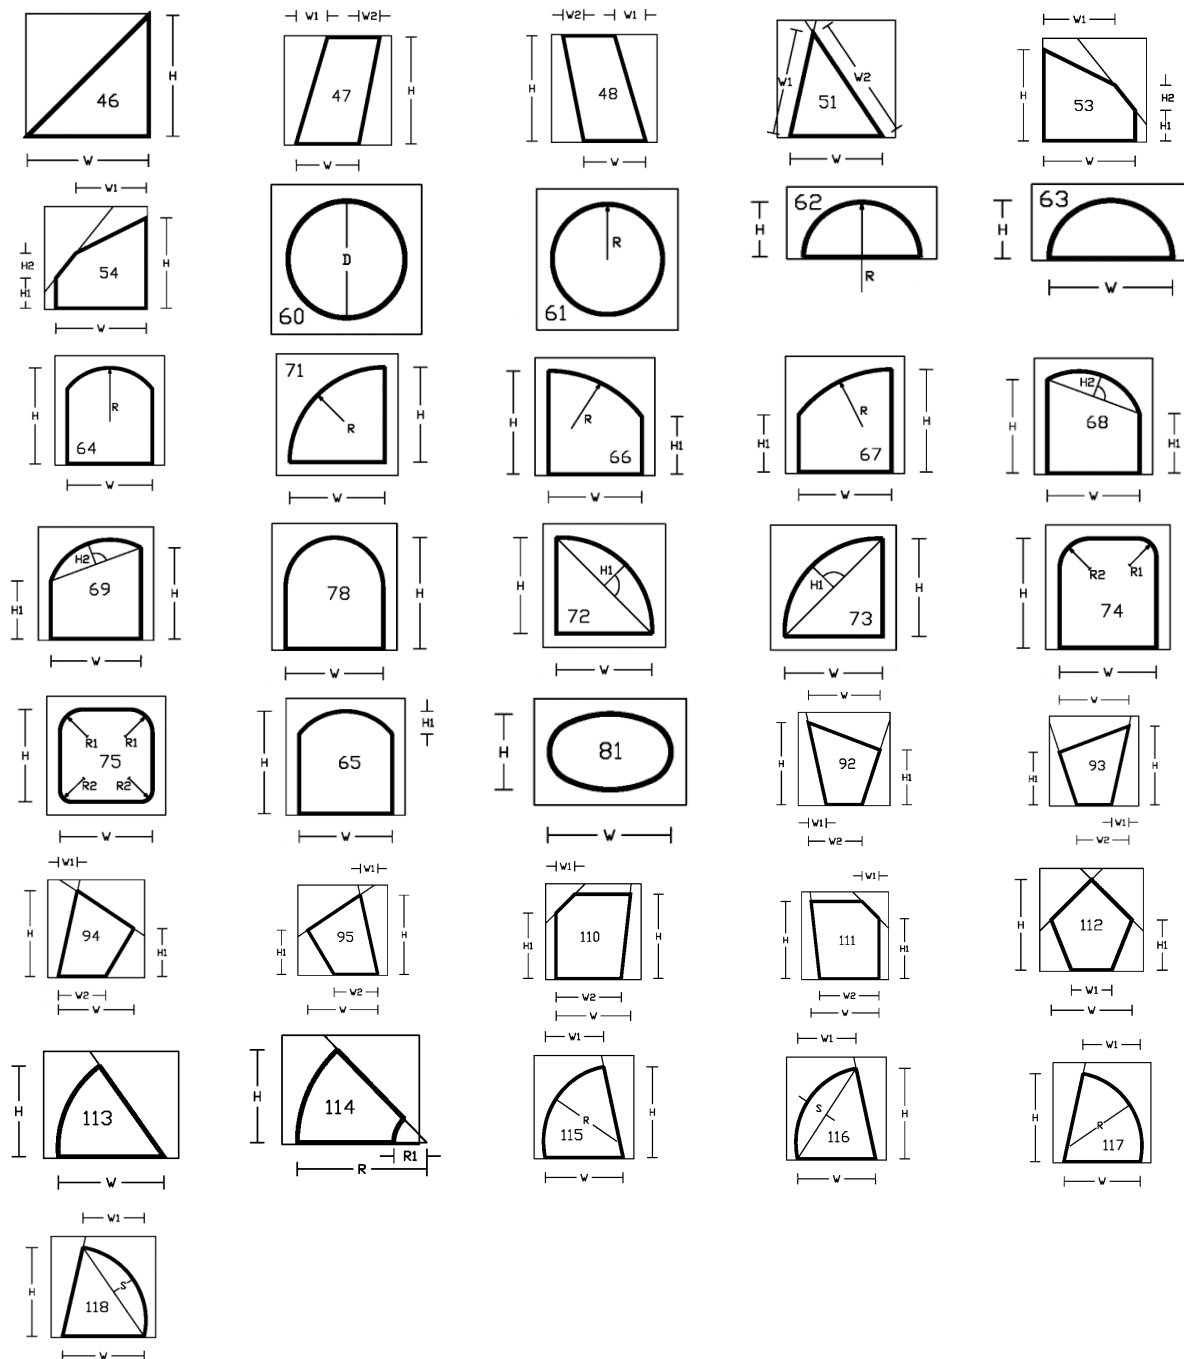 46 H W
W1 W2 47 H W
W2 W1 48 H W
W1 W2 51 W
W1 H H2 H1 53 W
W1 H2 H1 54 H W
D 60
R 61
62 H R
63 H W
H R 64 W
71 R H W
H R H1 66 W
H1 R 67 H W
H H2 68 H1 W
H1 H2 69 H W
78 H W
H H1 72 W
H1 73 H W
H R2 R1 74 W
H R1 R1 75 R2 R2 W
H 65 H1 W
H 81 W
W H 92 H1 W1 W2
W H1 93 H W1 W2
W1 H 94 H1 W2 W
W1 H1 95 H W2 W
W1 H1 110 H W2 W
W1 H 111 H1 W2 W
H 112 H1 W1 W
H 113 W
H 114 R1 R
W1 R 115 H W
W1 S 116 H W
W1 H R 117 W
W1 H S 118 W